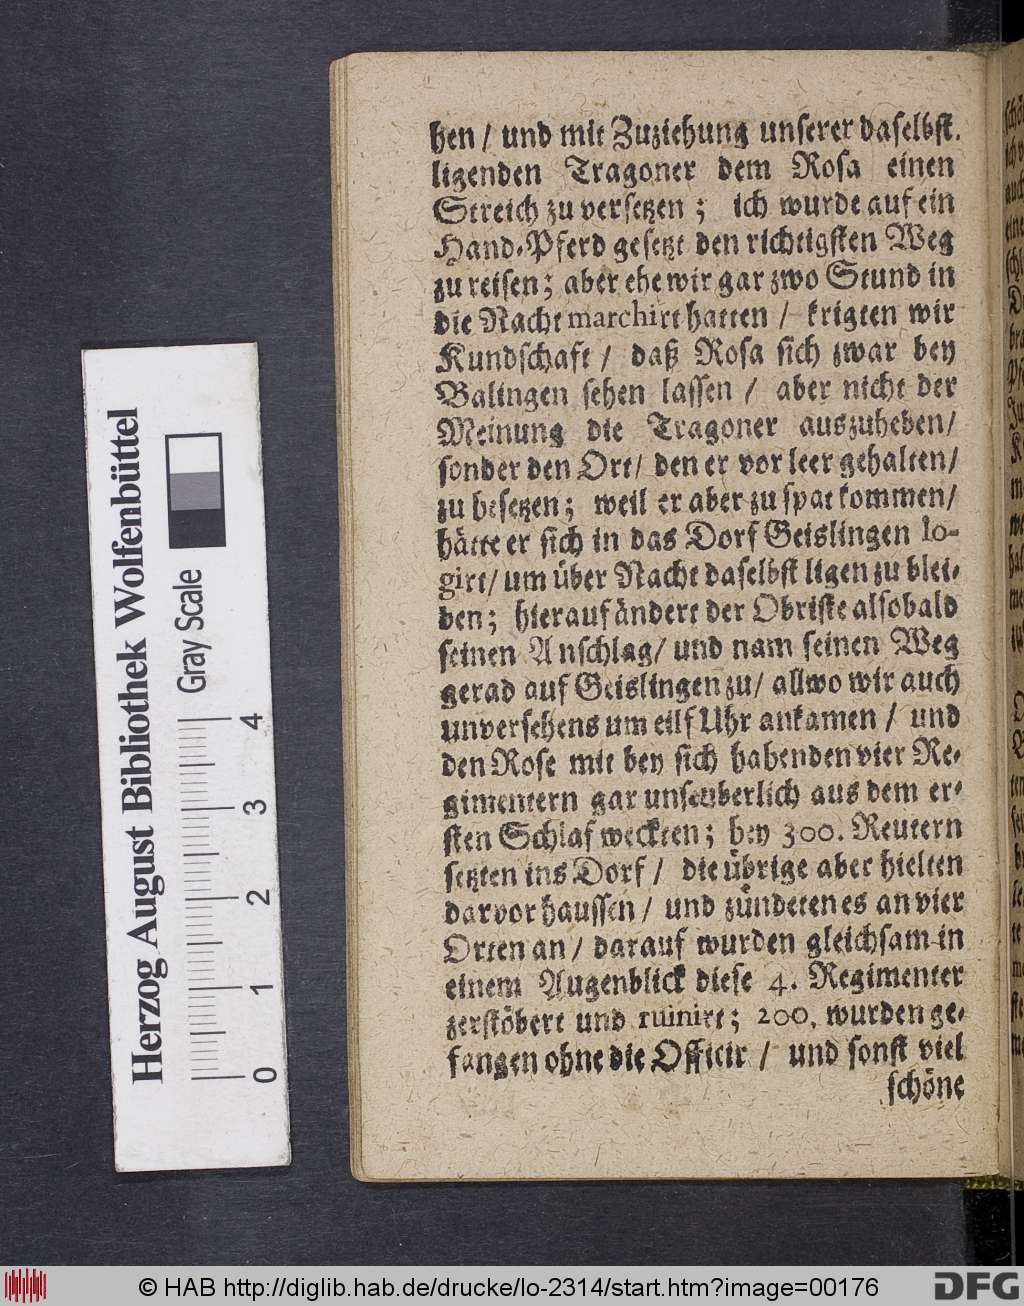 hen / und mit Zuziehung unserer daselbst.
ligenden Tragoner dem Rosa einen
Streich zu versetzen ; ich wurde auf ein
Hand-Pferd gesetzt den richtigsten Weg
zu reisen; aber ehe wir gar zwo Stund in
die Nacht marchirt hatten / krigten wir
Kundschaft / daß Rosa sich zwar bey
Balingen sehen lassen / aber nicht der
Meinung die Tragoner auszuheben/
sonder den Ort/ den er vor leer gehalten/
zu besetzen; weil er aber zu spat kommen/
hätte er sich in das Dorf Geislingen lo-
girt/ um über Nacht daselbst ligen zu blei-
ben; hierauf ändert der Obriste alsobald
seinen Anschlag/ und nam seinen Weg
gerad auf Geislingen zu/ allwo wir auch
unversehens um eilf Uhr ankamen / und
den Rose mit bey sich habenden vier Re-
gimentern gar unseuberlich aus dem er-
sten Schlaf weckten; bey 300. Reutern
setzten ins Dorf / die übrige aber hielten
darvor haussen / und zündeten es an vier
Orten an / darauf wurden gleichsam in
einem Augenblick diese 4. Regimenter
zerstöbert und ruinirt; 200. wurden ge-
fangen ohne die Officir / und sonst viel
schöne
Herzog August Bibliothek Wolfenbüttel
Gray Scale
0 1 2 3 4
© HAB http://diglib.hab.de/drucke/lo-2314/start.htm?image=00176
DFG